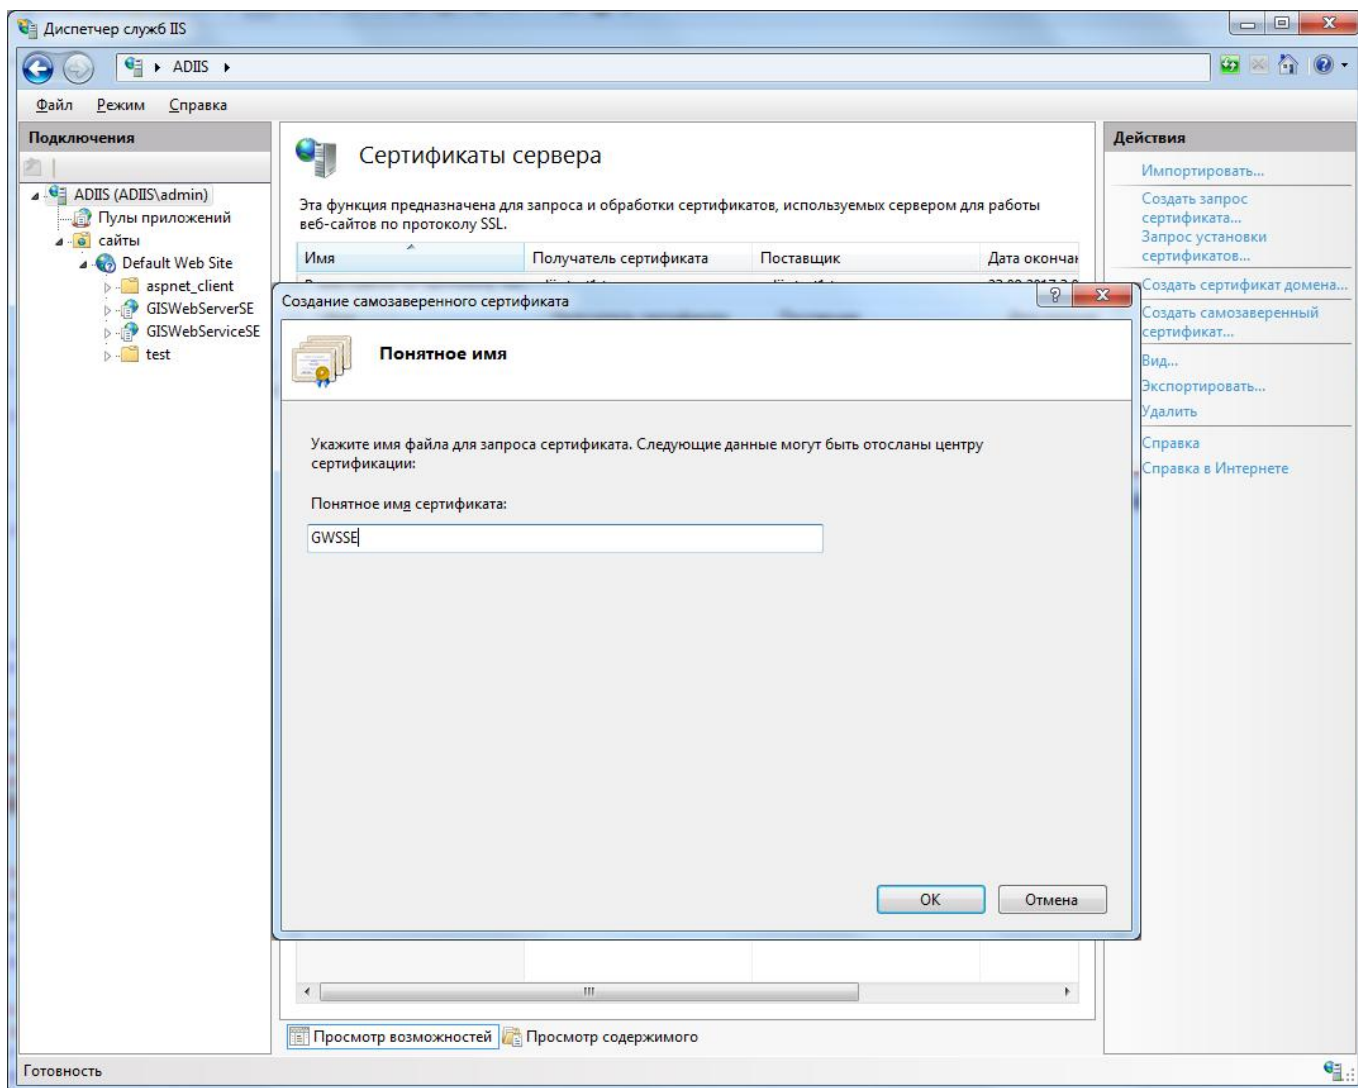 Диспетчер служб IIS
ADIIS
Файл Режим Справка
Подключения
ADIIS (ADIIS\admin)
Пулы приложений
сайты
Default Web Site
aspnet_client
GISWebServerSE
GISWebServiceSE
test
Сертификаты сервера
Эта функция предназначена для запроса и обработки сертификатов, используемых сервером для работы
веб-сайтов по протоколу SSL.
Имя Получатель сертификата Поставщик Дата окончан
Создание самозаверенного сертификата
Понятное имя
Укажите имя файла для запроса сертификата. Следующие данные могут быть отосланы центру
сертификации:
Понятное имя сертификата:
GWSSE
OK Отмена
Просмотр возможностей Просмотр содержимого
Действия
Импортировать...
Создать запрос
сертификата...
Запрос установки
сертификатов...
Создать сертификат домена...
Создать самозаверенный
сертификат...
Вид...
Экспортировать...
Удалить
Справка
Справка в Интернете
Готовность